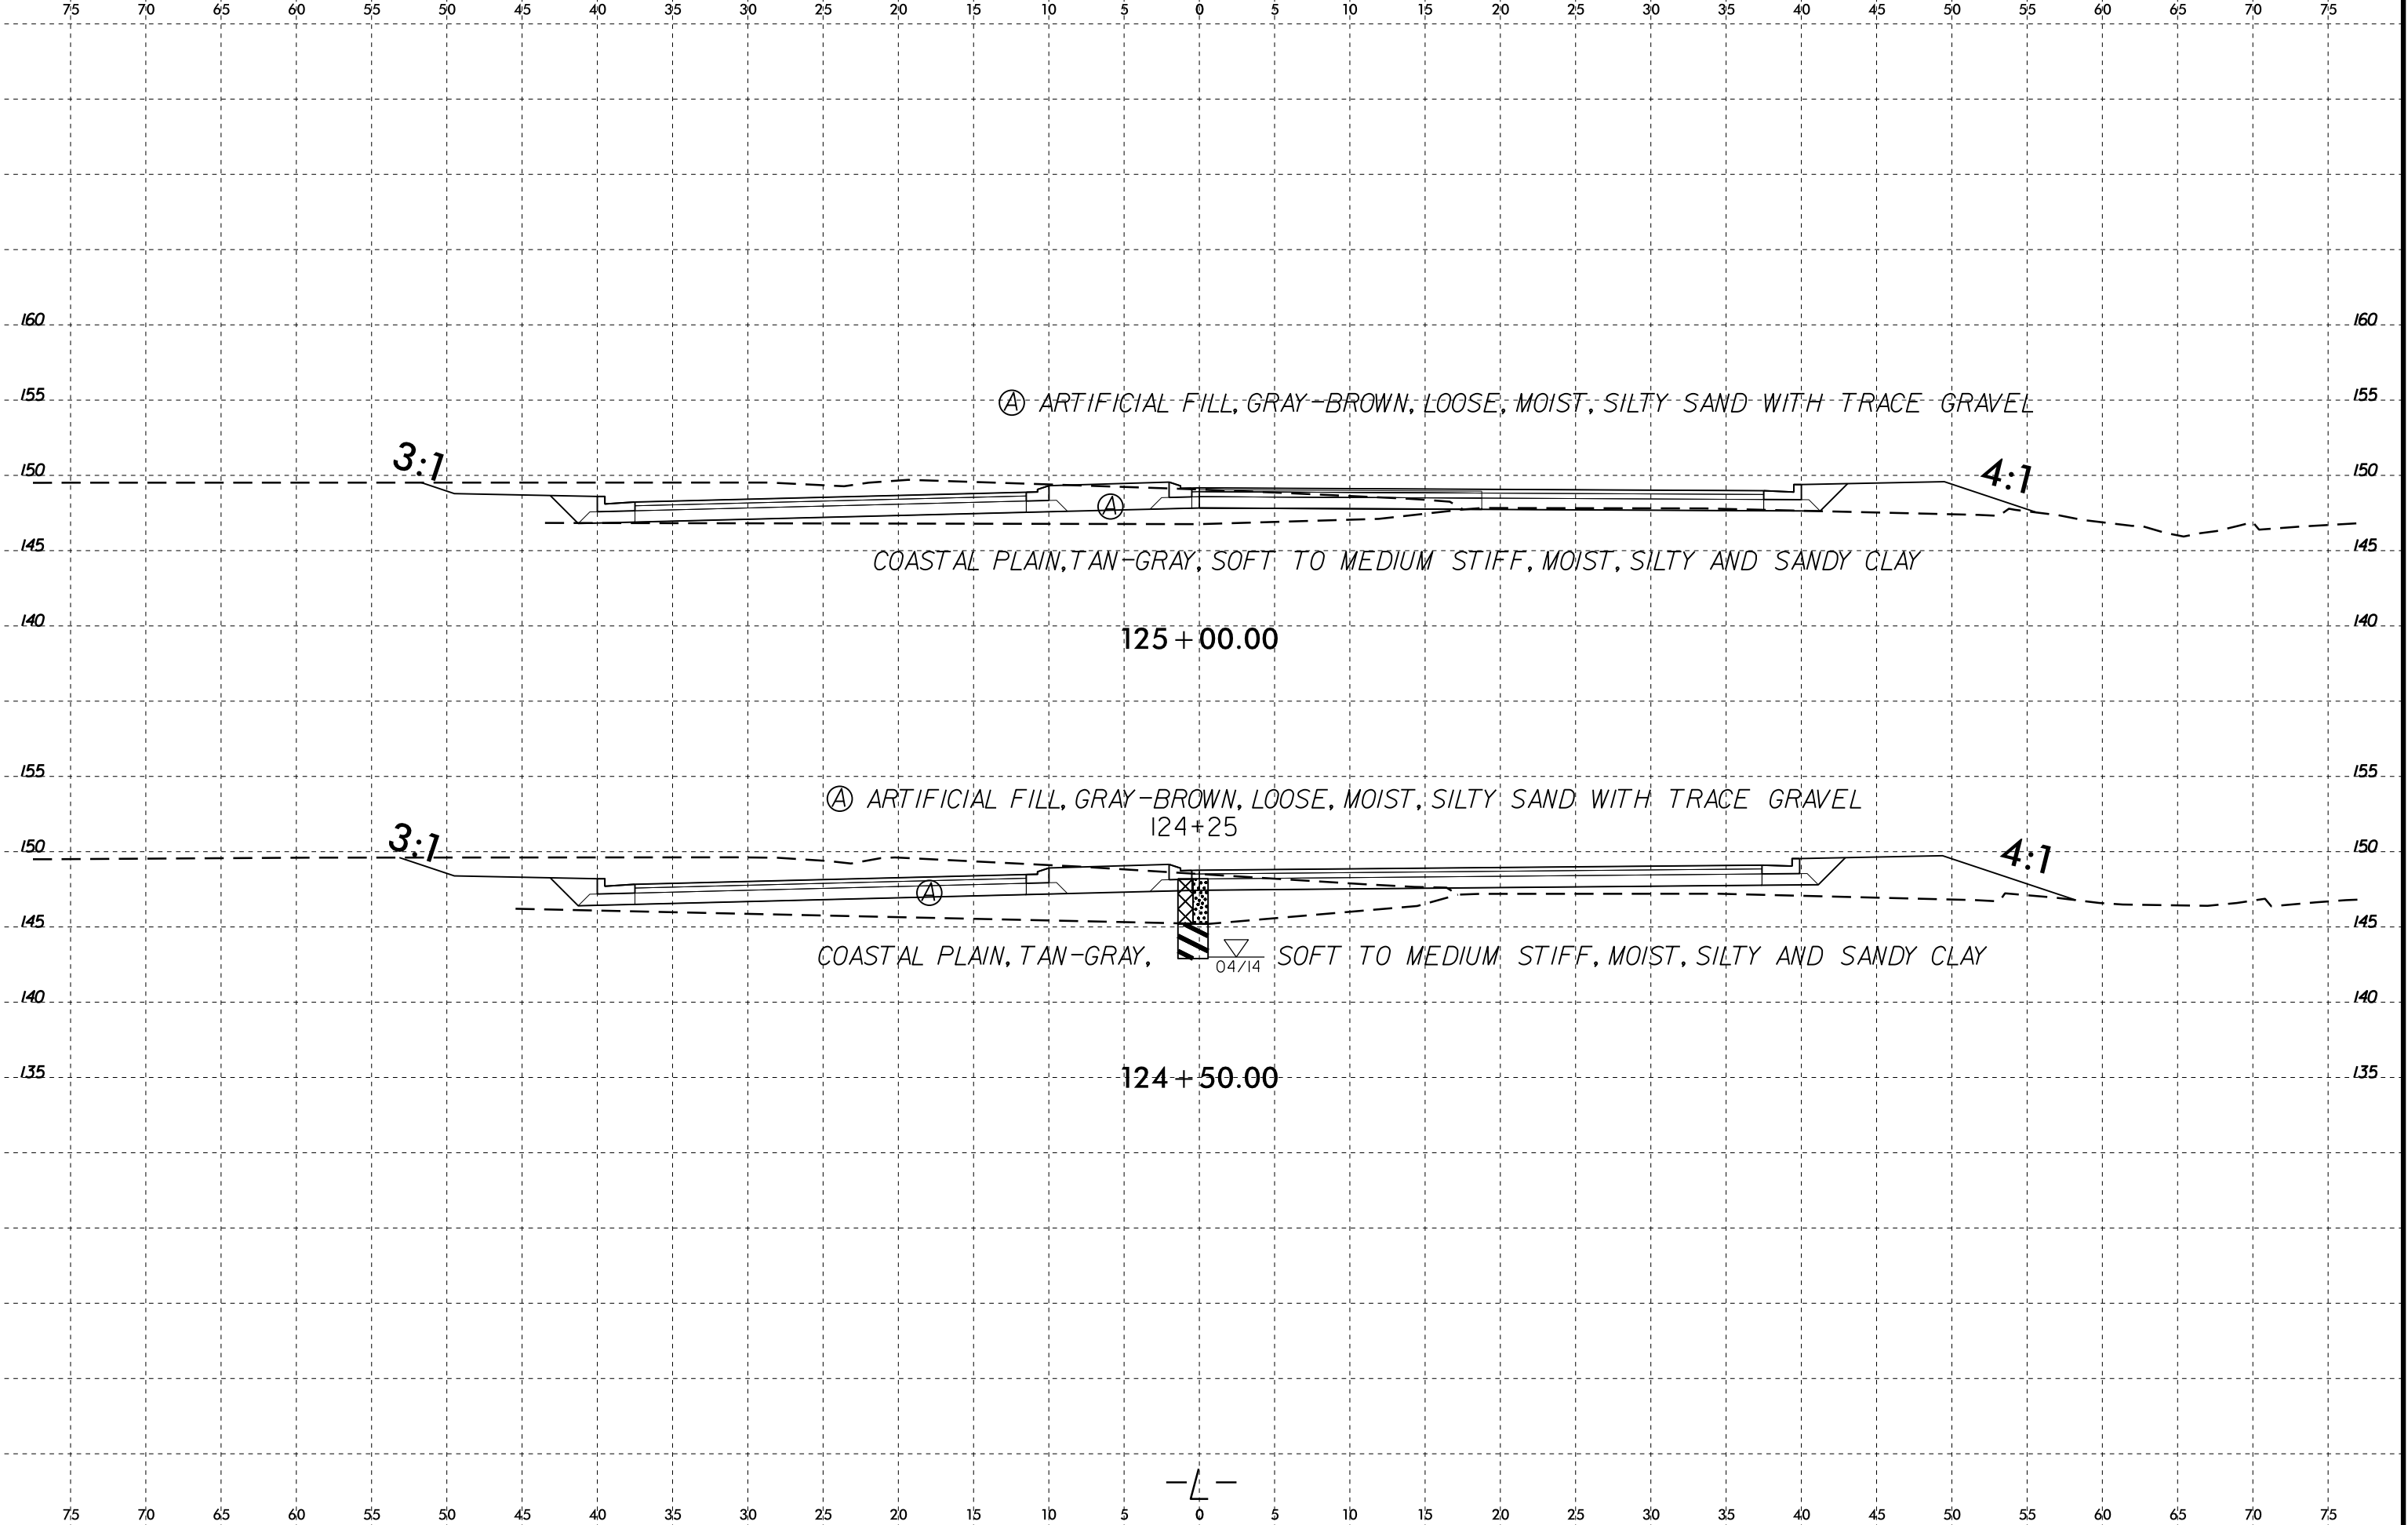 75 70 65 60 55 50 45 40 35 30 25 20 15 10 5 0 5 10 15 20 25 30 35 40 45 50 55 60 65 70 75
160 160
155 155
Ⓐ ARTIFICIAL FILL, GRAY-BROWN, LOOSE, MOIST, SILTY SAND WITH TRACE GRAVEL
3:1 4:1
150 150
Ⓐ
145 145
COASTAL PLAIN, TAN-GRAY, SOFT TO MEDIUM STIFF, MOIST, SILTY AND SANDY CLAY
140 140
125+00.00
155 155
Ⓐ ARTIFICIAL FILL, GRAY-BROWN, LOOSE, MOIST, SILTY SAND WITH TRACE GRAVEL
124+25
3:1 4:1
150 150
Ⓐ
145 145
COASTAL PLAIN, TAN-GRAY, SOFT TO MEDIUM STIFF, MOIST, SILTY AND SANDY CLAY
04/14
140 140
135 135
124+50.00
-L-
75 70 65 60 55 50 45 40 35 30 25 20 15 10 5 0 5 10 15 20 25 30 35 40 45 50 55 60 65 70 75